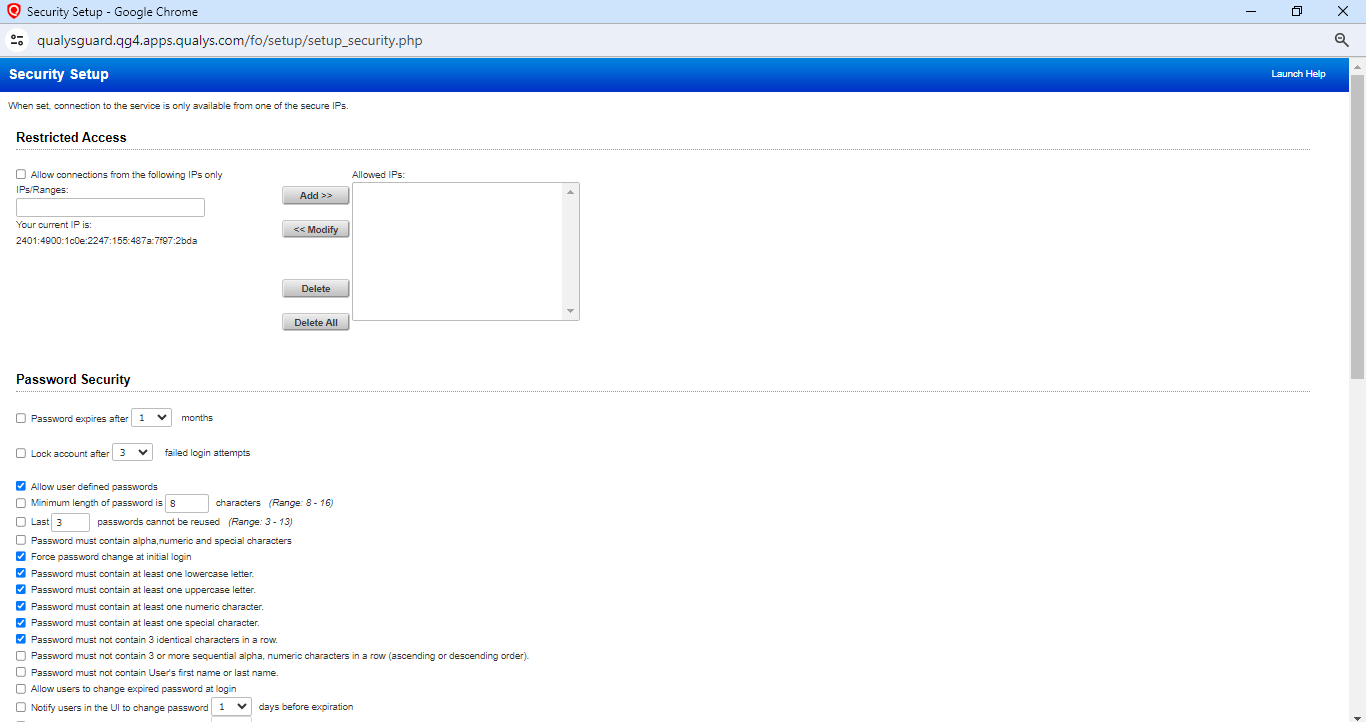 Security Setup - Google Chrome
qualysguard.qg4.apps.qualys.com/fo/setup/setup_security.php
Security Setup
Launch Help
When set, connection to the service is only available from one of the secure IPs.
Restricted Access
Allow connections from the following IPs only
Allowed IPs:
IPs/Ranges:
Add >>
Your current IP is:
<< Modify
2401:4900:1c0e:2247:155:487a:7f97:2bda
Delete
Delete All
Password Security
Password expires after 1 months
Lock account after 3 failed login attempts
Allow user defined passwords
Minimum length of password is 8 characters (Range: 8 - 16)
Last 3 passwords cannot be reused (Range: 3 - 13)
Password must contain alpha,numeric and special characters
Force password change at initial login
Password must contain at least one lowercase letter.
Password must contain at least one uppercase letter.
Password must contain at least one numeric character.
Password must contain at least one special character.
Password must not contain 3 identical characters in a row.
Password must not contain 3 or more sequential alpha, numeric characters in a row (ascending or descending order).
Password must not contain User's first name or last name.
Allow users to change expired password at login
Notify users in the UI to change password 1 days before expiration